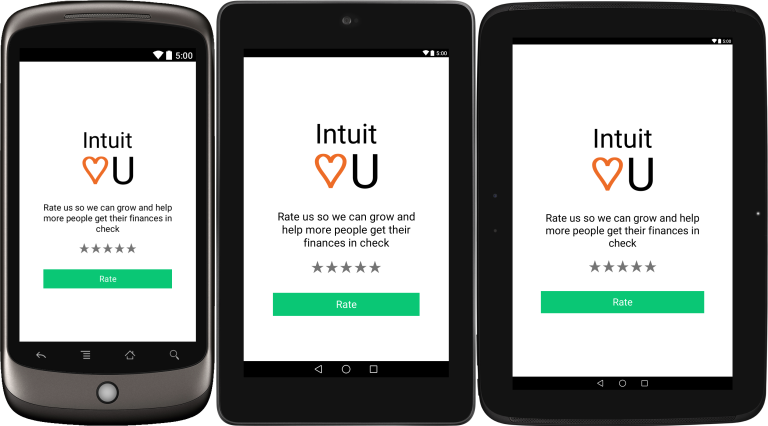 5:00
Intuit
♡U
Rate us so we can grow and help
more people get their finances in
check
★★★★★
Rate
5:00
Intuit
♡U
Rate us so we can grow and
help more people get their
finances in check
★★★★★
Rate
5:00
Intuit
♡U
Rate us so we can grow and help
more people get their finances in
check
★★★★★
Rate